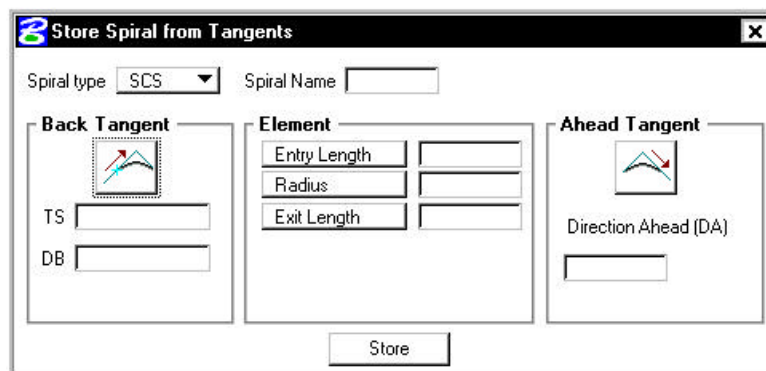 Store Spiral from Tangents
Spiral type SCS Spiral Name
Back Tangent
TS
DB
Element
Entry Length
Radius
Exit Length
Ahead Tangent
Direction Ahead (DA)
Store